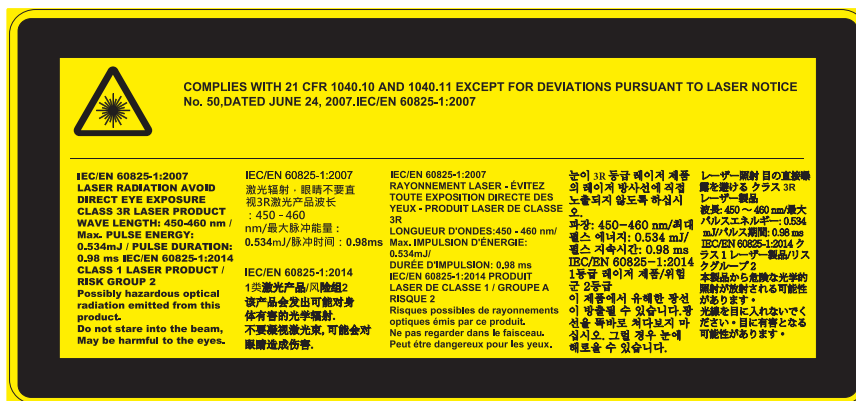 COMPLIES WITH 21 CFR 1040.10 AND 1040.11 EXCEPT FOR DEVIATIONS PURSUANT TO LASER NOTICE
No. 50,DATED JUNE 24, 2007.IEC/EN 60825-1:2007
IEC/EN 60825-1:2007
LASER RADIATION AVOID
DIRECT EYE EXPOSURE
CLASS 3R LASER PRODUCT
WAVE LENGTH: 450-460 nm /
Max. PULSE ENERGY:
0.534mJ / PULSE DURATION:
0.98 ms IEC/EN 60825-1:2014
CLASS 1 LASER PRODUCT /
RISK GROUP 2
Possibly hazardous optical
radiation emitted from this
product.
Do not stare into the beam,
May be harmful to the eyes.
IEC/EN 60825-1:2007
激光辐射，眼睛不要直
视3R激光产品波长
: 450 - 460
nm/最大脉冲能量 :
0.534mJ/脉冲时间 : 0.98ms
IEC/EN 60825-1:2014
1类激光产品/风险组2
该产品会发出可能对身
体有害的光学辐射.
不要凝视激光束, 可能会对
眼睛造成伤害.
IEC/EN 60825-1:2007
RAYONNEMENT LASER - ÉVITEZ
TOUTE EXPOSITION DIRECTE DES
YEUX - PRODUIT LASER DE CLASSE
3R
LONGUEUR D'ONDES:450 - 460 nm/
Max. IMPULSION D'ÉNERGIE:
0.534mJ/
DURÉE D'IMPULSION: 0,98 ms
IEC/EN 60825-1:2014 PRODUIT
LASER DE CLASSE 1 / GROUPE A
RISQUE 2
Risques possibles de rayonnements
optiques émis par ce produit.
Ne pas regarder dans le faisceau.
Peut étre dangereux pour les yeux.
눈이 3R 등급 레이저 제품
의 레이저 방사선에 직접
노출되지 않도록 하십시
오.
파장: 450-460 nm/최대
펄스 에너지: 0.534 mJ/
펄스 지속시간: 0.98 ms
IEC/EN 60825-1:2014
1등급 레이저 제품/위험
군 2등급
이 제품에서 유해한 광선
이 방출될 수 있습니다.광
선을 똑바로 쳐다보지 마
십시오. 그럴 경우 눈에
해로울 수 있습니다.
レーザー照射 目の直接曝
露を避ける クラス 3R
レーザー製品
波長: 450 ～ 460 nm/最大
パルスエネルギー: 0.534
mJ/パルス期間: 0.98 ms
IEC/EN 60825-1:2014 ク
ラス 1 レーザー製品/リス
クグループ 2
本製品から危険な光学的
照射が放射される可能性
があります。
光線を目に入れないでく
ださい。目に有害となる
可能性があります。